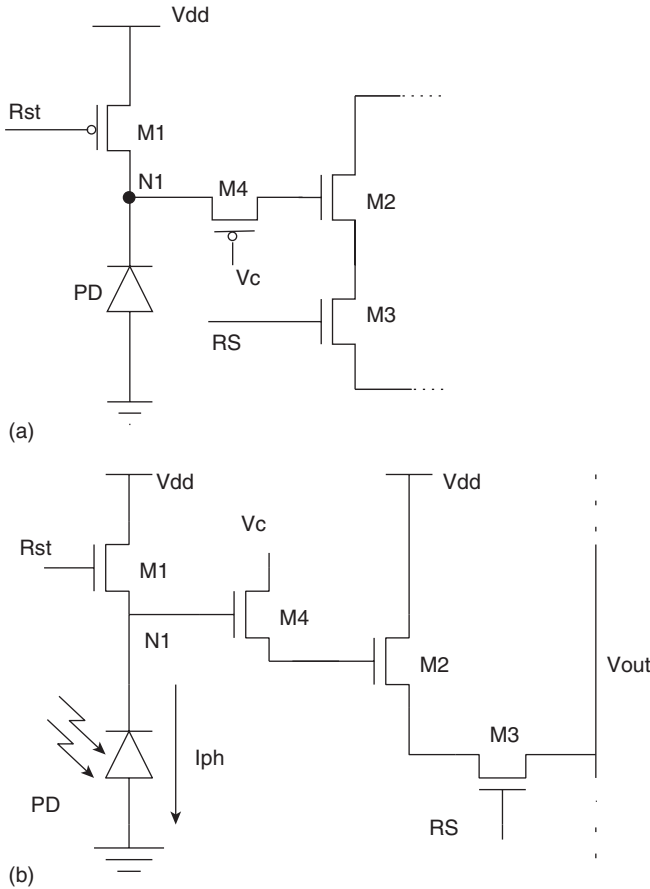 Vdd
Rst
M1
N1
M4
M2
Vc
PD
RS
M3
(a)
Vdd
Vdd
Rst
Vc
M1
M4
N1
M2
Vout
M3
Iph
PD
RS
(b)